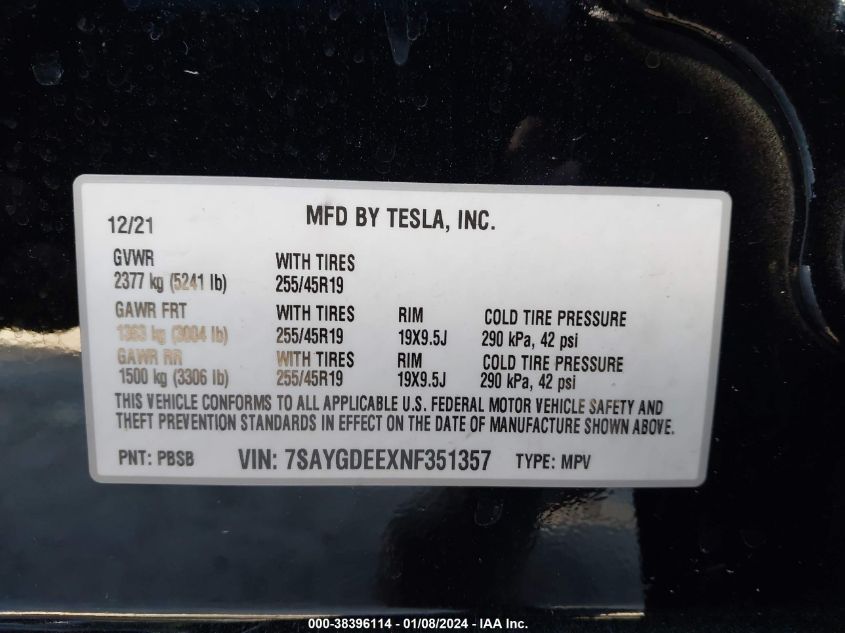 12/21 MFD BY TESLA, INC.
GVWR WITH TIRES
2377 kg (5241 lb) 255/45R19
GAWR FRT WITH TIRES RIM COLD TIRE PRESSURE
1363 kg (3004 lb) 255/45R19 19X9.5J 290 kPa, 42 psi
GAWR RR WITH TIRES RIM COLD TIRE PRESSURE
1500 kg (3306 lb) 255/45R19 19X9.5J 290 kPa, 42 psi
THIS VEHICLE CONFORMS TO ALL APPLICABLE U.S. FEDERAL MOTOR VEHICLE SAFETY AND
THEFT PREVENTION STANDARDS IN EFFECT ON THE DATE OF MANUFACTURE SHOWN ABOVE.
PNT: PBSB VIN: 7SAYGDEEXNF351357 TYPE: MPV
000-38396114 - 01/08/2024 - IAA Inc.